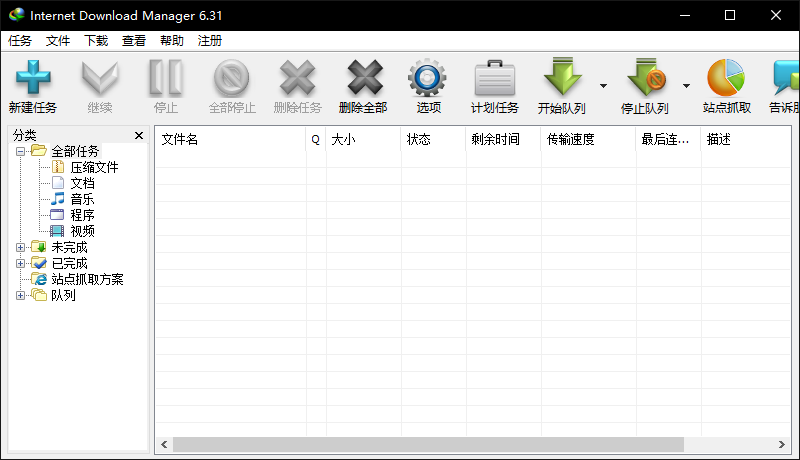 Internet Download Manager 6.31
任务 文件 下载 查看 帮助 注册
新建任务 继续 停止 全部停止 删除任务 删除全部 选项 计划任务 开始队列 停止队列 站点抓取 告诉
分类
文件名 Q 大小 状态 剩余时间 传输速度 最后连... 描述
全部任务
压缩文件
文档
音乐
程序
视频
未完成
已完成
站点抓取方案
队列